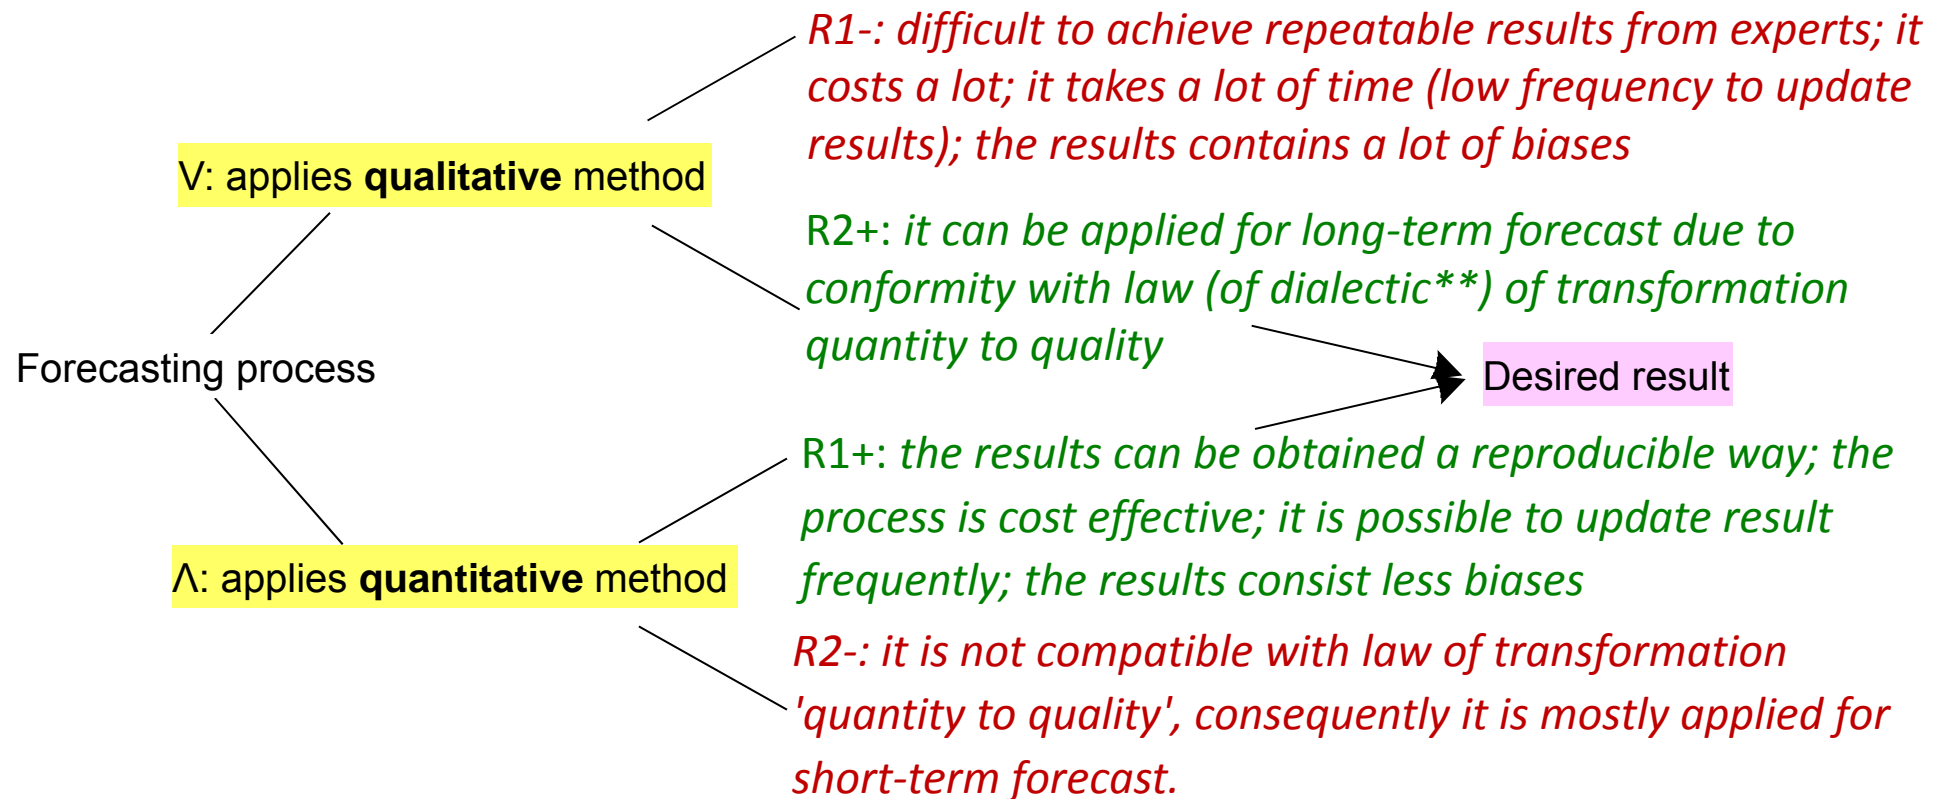 R1-: difficult to achieve repeatable results from experts; it
costs a lot; it takes a lot of time (low frequency to update
results); the results contains a lot of biases
V: applies qualitative method
R2+: it can be applied for long-term forecast due to
conformity with law (of dialectic**) of transformation
quantity to quality
Forecasting process
Desired result
R1+: the results can be obtained a reproducible way; the
process is cost effective; it is possible to update result
frequently; the results consist less biases
Λ: applies quantitative method
R2-: it is not compatible with law of transformation
'quantity to quality', consequently it is mostly applied for
short-term forecast.